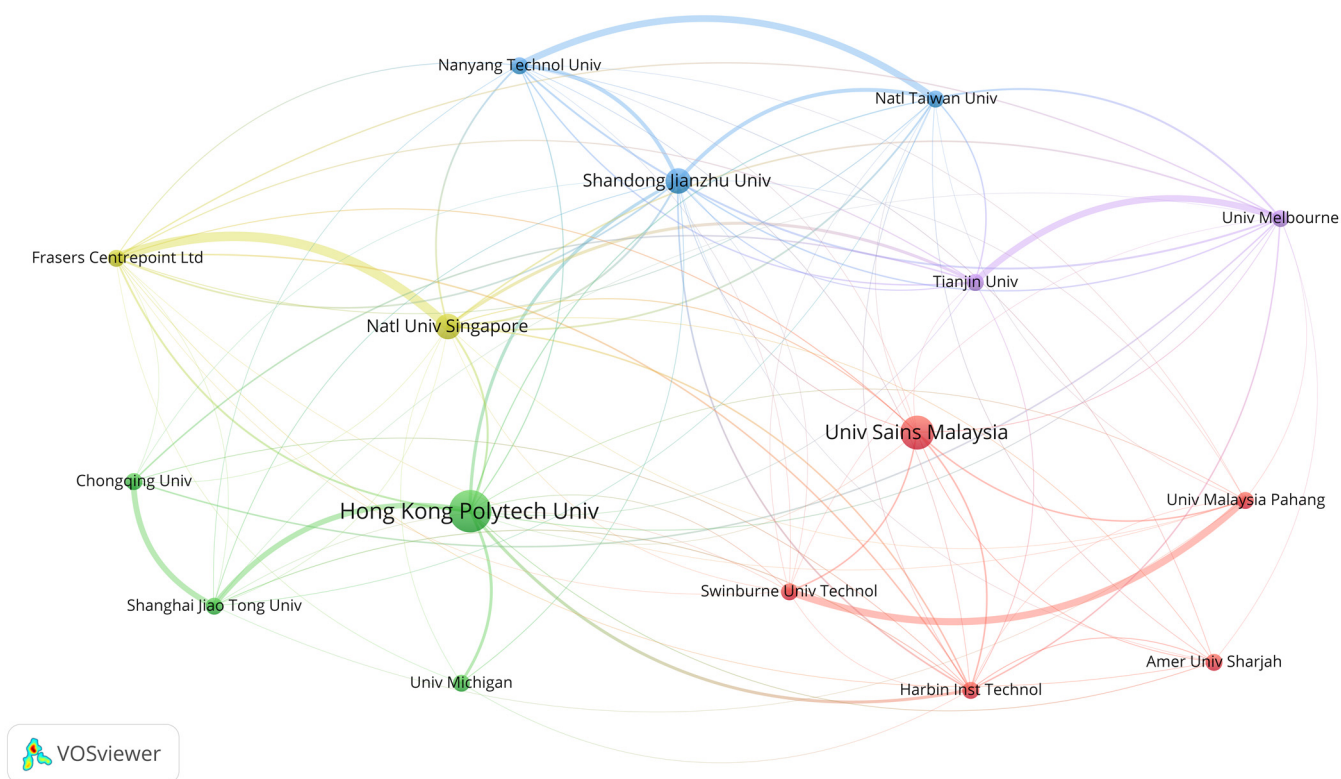 Nanyang Technol Univ
Natl Taiwan Univ
Shandong Jianzhu Univ
Univ Melbourne
Frasers Centrepoint Ltd
Tianjin Univ
Natl Univ Singapore
Univ Sains Malaysia
Chongqing Univ
Univ Malaysia Pahang
Hong Kong Polytech Univ
Swinburne Univ Technol
Shanghai Jiao Tong Univ
Amer Univ Sharjah
Univ Michigan
Harbin Inst Technol
VOSviewer